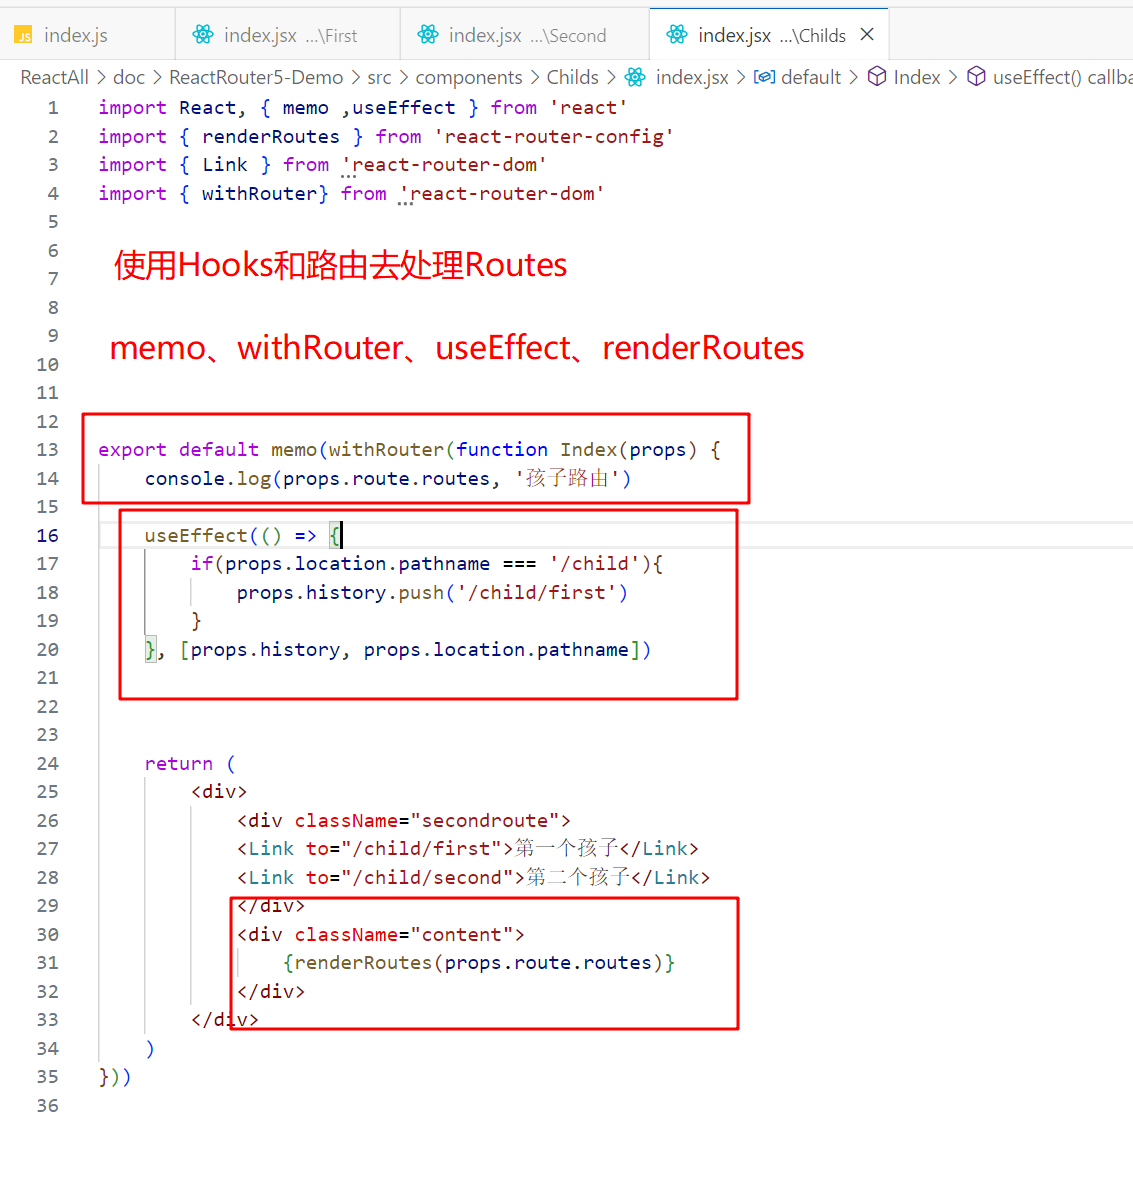 JS index.js index.jsx ...\First index.jsx ...\Second index.jsx ...\Childs
ReactAll > doc > ReactRouter5-Demo > src > components > Childs > index.jsx > default > Index > useEffect() callba
1 import React, { memo ,useEffect } from 'react'
2 import { renderRoutes } from 'react-router-config'
3 import { Link } from 'react-router-dom'
4 import { withRouter} from 'react-router-dom'
5
6
使用Hooks和路由去处理Routes
7
8
9
memo、withRouter、useEffect、renderRoutes
10
11
12
13 export default memo(withRouter(function Index(props) {
14 console.log(props.route.routes, '孩子路由')
15
16 useEffect(() => {
17 if(props.location.pathname === '/child'){
18 props.history.push('/child/first')
19 }
20 }, [props.history, props.location.pathname])
21
22
23
24 return (
25 <div>
26 <div className="secondroute">
27 <Link to="/child/first">第一个孩子</Link>
28 <Link to="/child/second">第二个孩子</Link>
29 </div>
30 <div className="content">
31 {renderRoutes(props.route.routes)}
32 </div>
33 </div>
34 )
35 }))
36